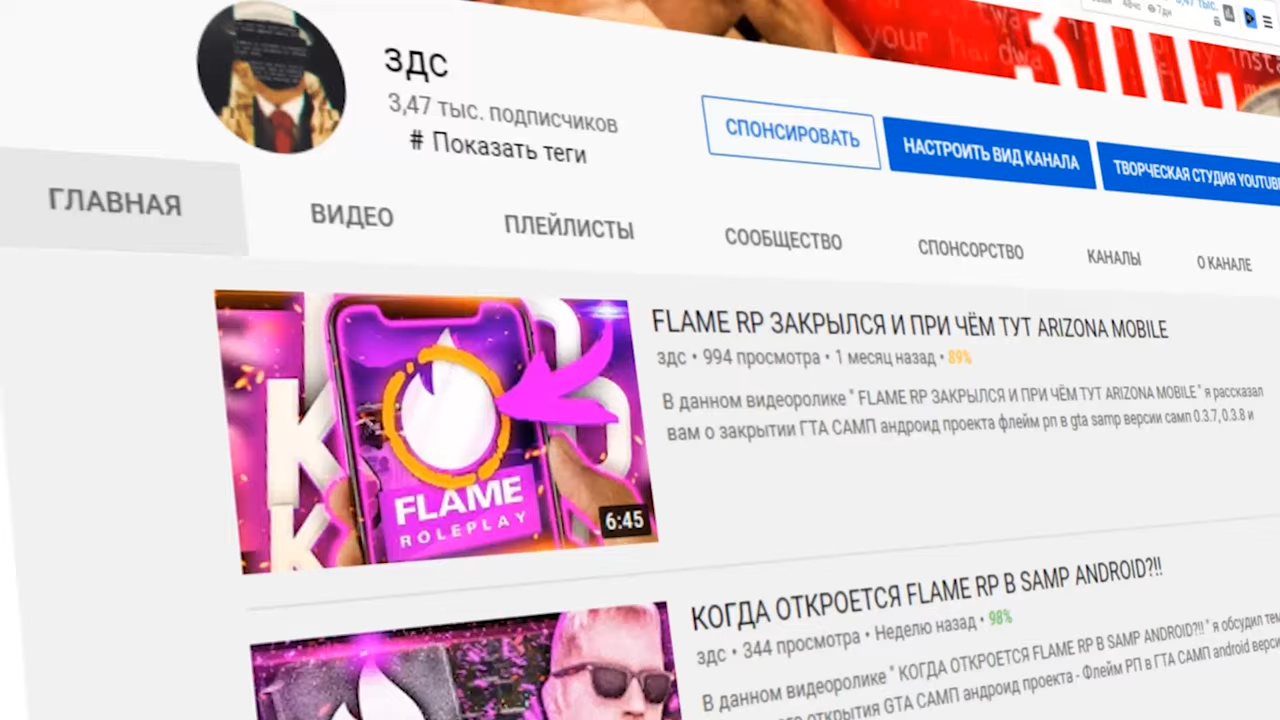 ЗДС
здс
3,47 тыс. подписчиков
# Показать теги
СПОНСИРОВАТЬ
НАСТРОИТЬ ВИД КАНАЛА
ТВОРЧЕСКАЯ СТУДИЯ YOUTUBE
ГЛАВНАЯ
ВИДЕО
ПЛЕЙЛИСТЫ
СООБЩЕСТВО
СПОНСОРСТВО
КАНАЛЫ
О КАНАЛЕ
FLAME
ROLEPLAY
6:45
FLAME RP ЗАКРЫЛСЯ И ПРИ ЧЁМ ТУТ ARIZONA MOBILE
здс • 994 просмотра • 1 месяц назад • 89%
В данном видеоролике " FLAME RP ЗАКРЫЛСЯ И ПРИ ЧЁМ ТУТ ARIZONA MOBILE " я рассказал
вам о закрытии ГТА САМП андроид проекта флейм рп в gta samp версии самп 0.3.7, 0.3.8 и
КОГДА ОТКРОЕТСЯ FLAME RP В SAMP ANDROID?!!
здс • 344 просмотра • Неделю назад • 98%
В данном видеоролике " КОГДА ОТКРОЕТСЯ FLAME RP В SAMP ANDROID?!! " я обсудил тем
открытия GTA САМП андроид проекта - Флейм РП в ГТА САМП android верси